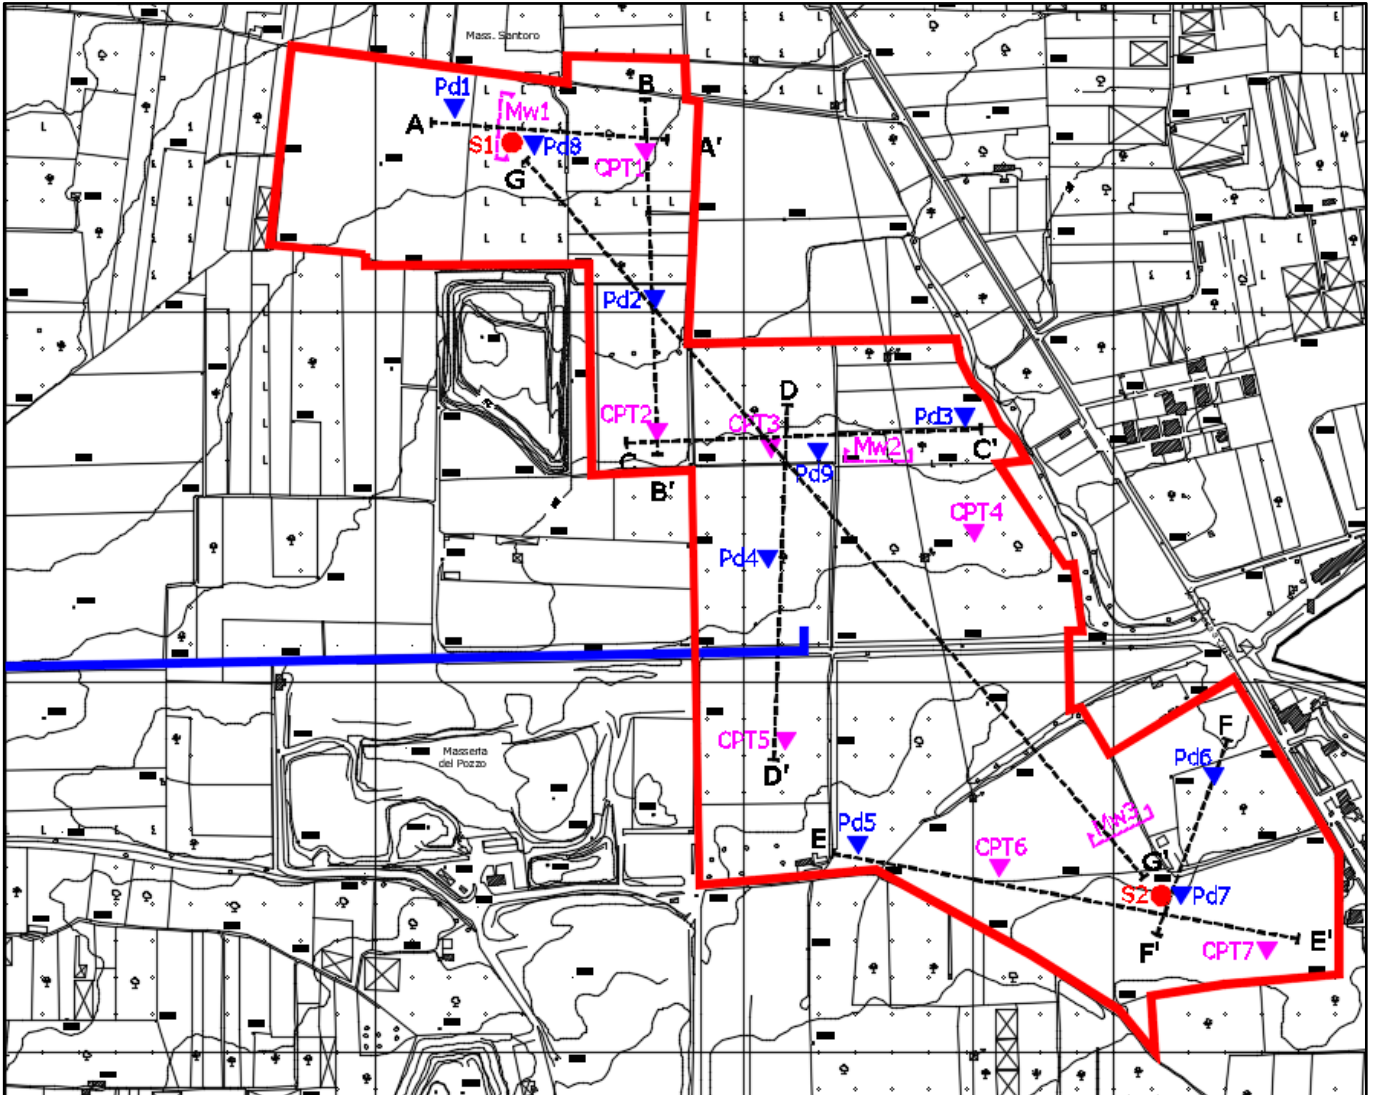 Mass. Santoro
B
Pd1
Mw1
A
S1
Pd8
A'
CPT1
G
Pd2
D
CPT2
CPT3
Pd3
C
Mw2
C'
Pd9
B'
CPT4
Pd4
F
CPT5
Masseria
del Pozzo
D'
Pd6
Pd5
Mw3
E
CPT6
G'
S2
Pd7
F'
E'
CPT7